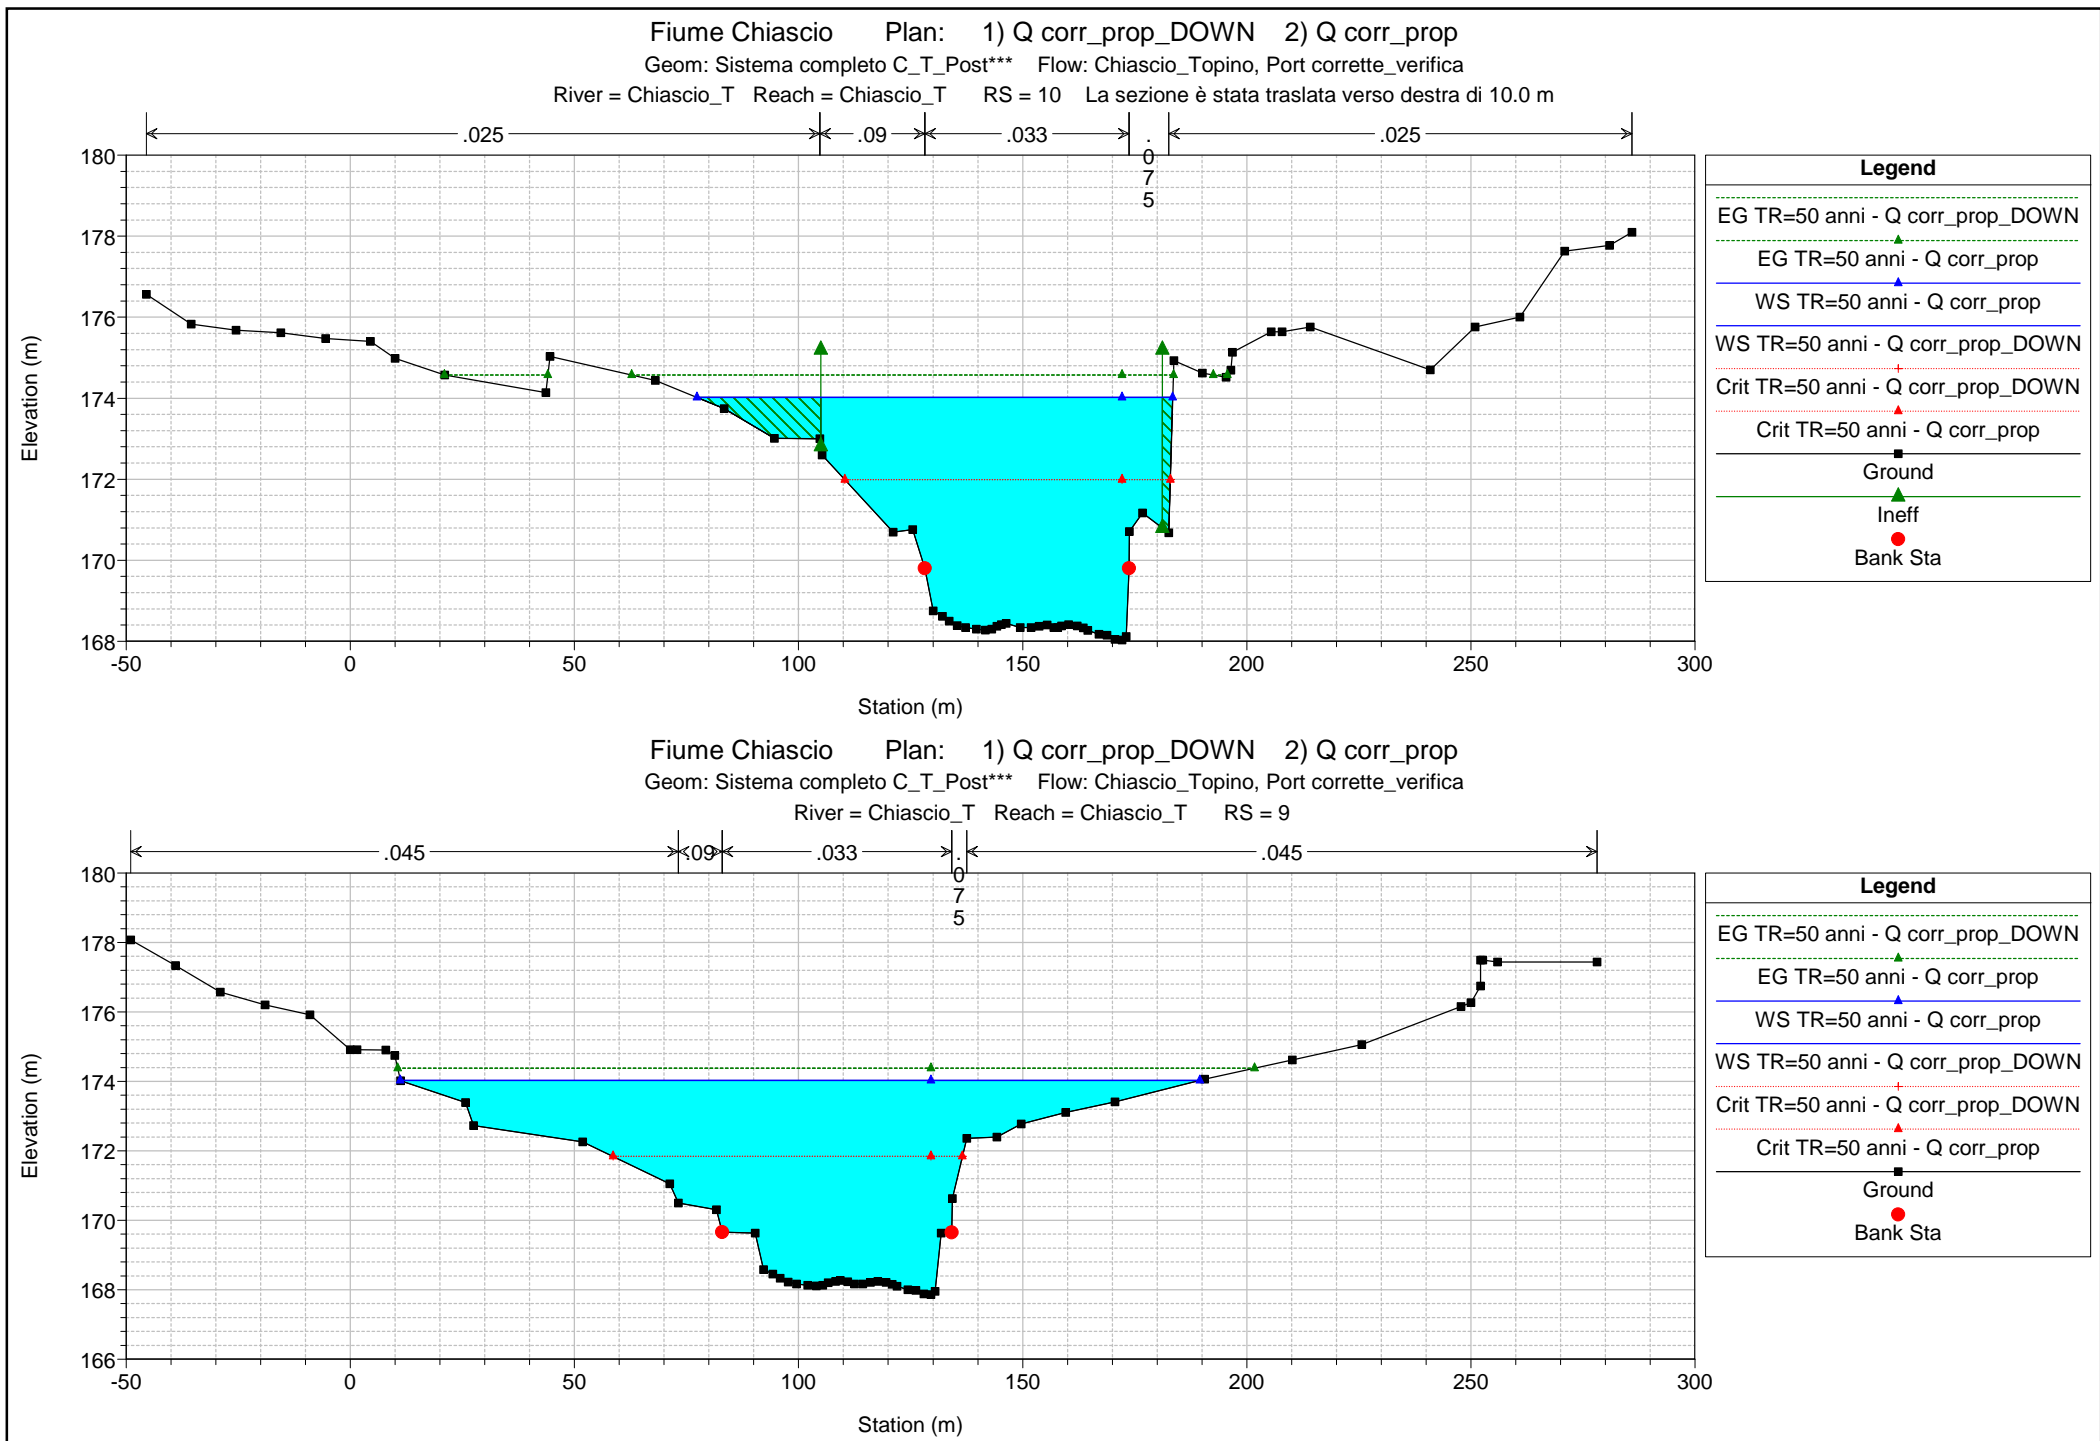 Fiume Chiascio Plan: 1) Q corr_prop_DOWN 2) Q corr_prop
Geom: Sistema completo C_T_Post*** Flow: Chiascio_Topino, Port corrette_verifica
River = Chiascio_T Reach = Chiascio_T RS = 10 La sezione è stata traslata verso destra di 10.0 m
.025 .09 .033 .075 .025
180
178
176
174
172
170
168
Elevation (m)
-50 0 50 100 150 200 250 300
Station (m)
Legend
EG TR=50 anni - Q corr_prop_DOWN
EG TR=50 anni - Q corr_prop
WS TR=50 anni - Q corr_prop
WS TR=50 anni - Q corr_prop_DOWN
Crit TR=50 anni - Q corr_prop_DOWN
Crit TR=50 anni - Q corr_prop
Ground
Ineff
Bank Sta
Fiume Chiascio Plan: 1) Q corr_prop_DOWN 2) Q corr_prop
Geom: Sistema completo C_T_Post*** Flow: Chiascio_Topino, Port corrette_verifica
River = Chiascio_T Reach = Chiascio_T RS = 9
.045 .09 .033 .075 .045
180
178
176
174
172
170
168
166
Elevation (m)
-50 0 50 100 150 200 250 300
Station (m)
Legend
EG TR=50 anni - Q corr_prop_DOWN
EG TR=50 anni - Q corr_prop
WS TR=50 anni - Q corr_prop
WS TR=50 anni - Q corr_prop_DOWN
Crit TR=50 anni - Q corr_prop_DOWN
Crit TR=50 anni - Q corr_prop
Ground
Bank Sta